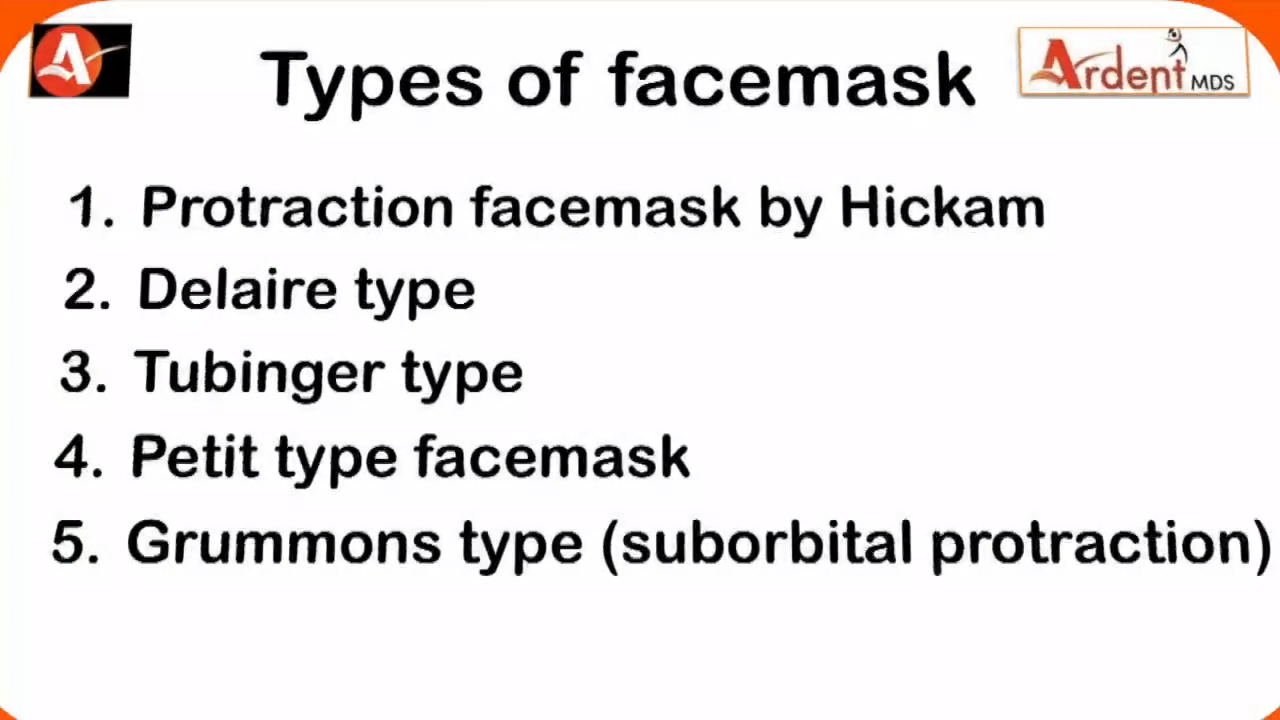 A
Types of facemask
Ardent MDS
1. Protraction facemask by Hickam
2. Delaire type
3. Tubinger type
4. Petit type facemask
5. Grummons type (suborbital protraction)